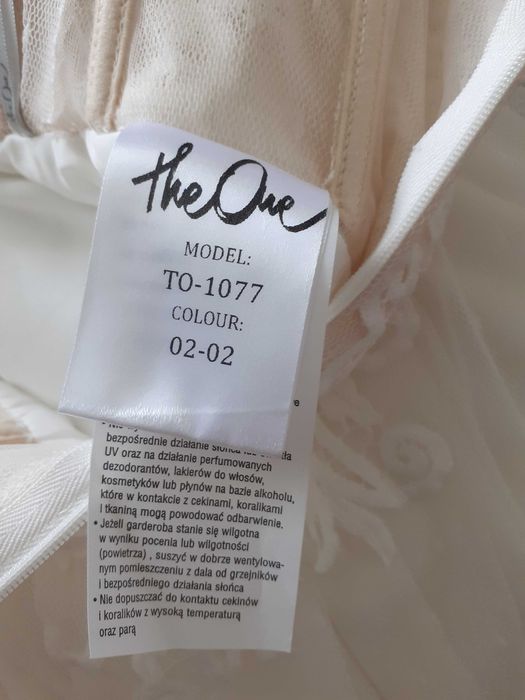 the One
MODEL:
TO-1077
COLOUR:
02-02
bezpośrednie działanie słońca lub
UV oraz na działanie perfumowanych
dezodorantów, lakierów do włosów,
kosmetyków lub płynów na bazie alkoholu,
które w kontakcie z cekinami, koralikami
i tkaniną mogą powodować odbarwienie.
• Jeżeli garderoba stanie się wilgotna
w wyniku pocenia lub wilgotności
(powietrza) , suszyć w dobrze wentylowa-
nym pomieszczeniu z dala od grzejników
i bezpośredniego działania słońca
• Nie dopuszczać do kontaktu cekinów
i koralików z wysoką temperaturą
oraz parą